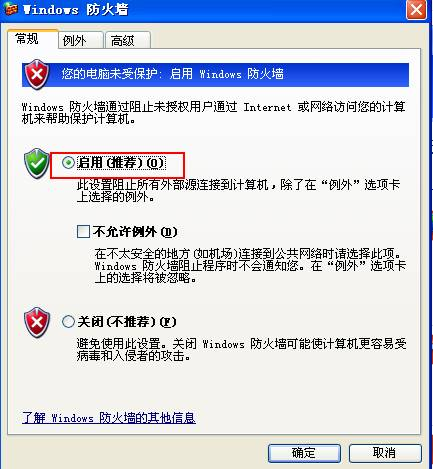 Windows 防火墙
常规 例外 高级
您的电脑未受保护: 启用 Windows 防火墙
Windows 防火墙通过阻止未授权用户通过 Internet 或网络访问您的计算
机来帮助保护计算机。
启用(推荐)(O)
此设置阻止所有外部源连接到计算机,除了在“例外”选项卡
上选择的例外。
不允许例外(D)
在不太安全的地方(如机场)连接到公共网络时请选择此项。
Windows 防火墙阻止程序时不会通知您。在“例外”选项卡
上的选择将被忽略。
关闭(不推荐)(F)
避免使用此设置。关闭 Windows 防火墙可能使计算机更容易受
病毒和入侵者的攻击。
了解 Windows 防火墙的其他信息
确定 取消